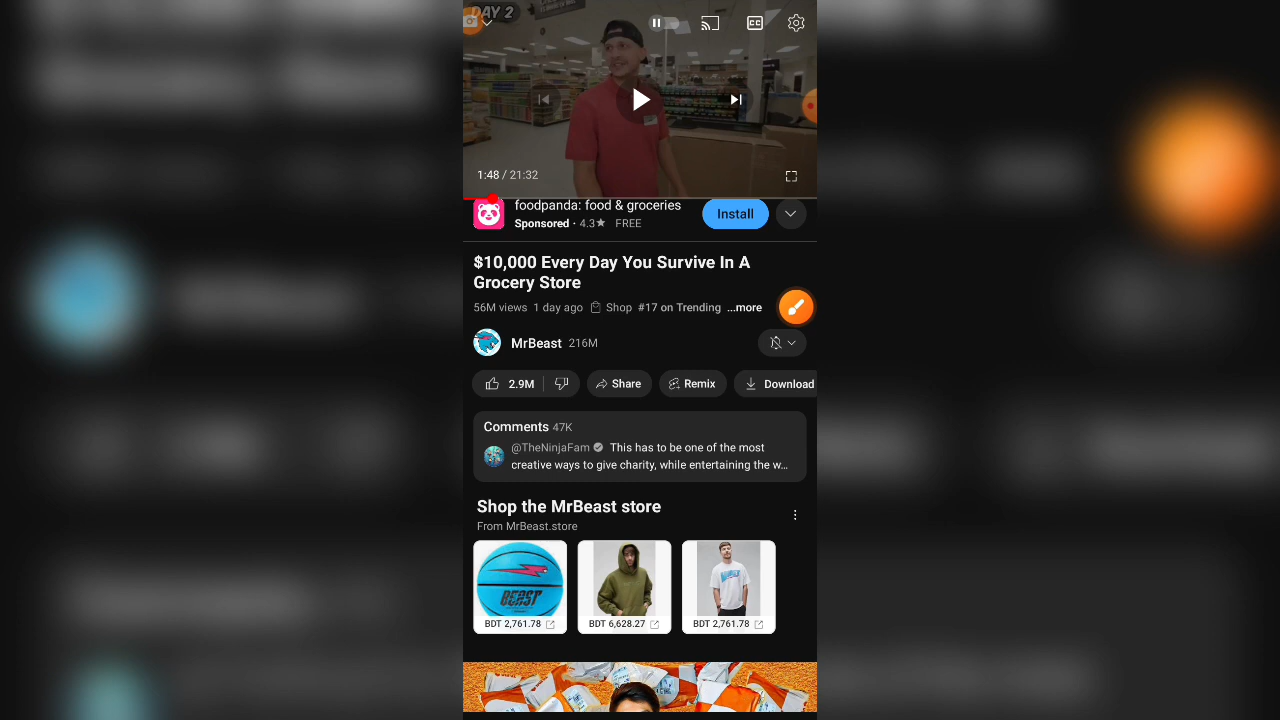 DAY 2
CC
1:48 / 21:32
foodpanda: food & groceries
Sponsored · 4.3★ FREE
Install
$10,000 Every Day You Survive In A
Grocery Store
56M views 1 day ago Shop #17 on Trending ...more
MrBeast 216M
2.9M Share Remix Download
Comments 47K
@TheNinjaFam This has to be one of the most
creative ways to give charity, while entertaining the w...
Shop the MrBeast store
From MrBeast.store
BEAST
BDT 2,761.78 BDT 6,628.27 BDT 2,761.78